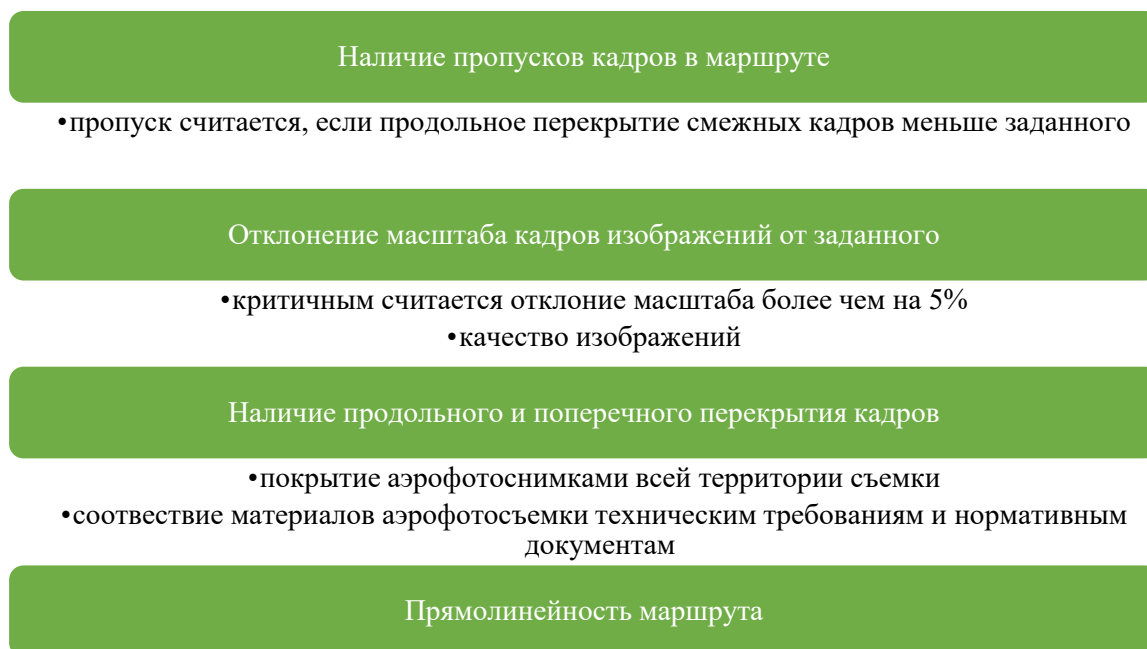 Наличие пропусков кадров в маршруте
•пропуск считается, если продольное перекрытие смежных кадров меньше заданного
Отклонение масштаба кадров изображений от заданного
•критичным считается отклоние масштаба более чем на 5%
•качество изображений
Наличие продольного и поперечного перекрытия кадров
•покрытие аэрофотоснимками всей территории съемки
•соотвествие материалов аэрофотосъемки техническим требованиям и нормативным
документам
Прямолинейность маршрута